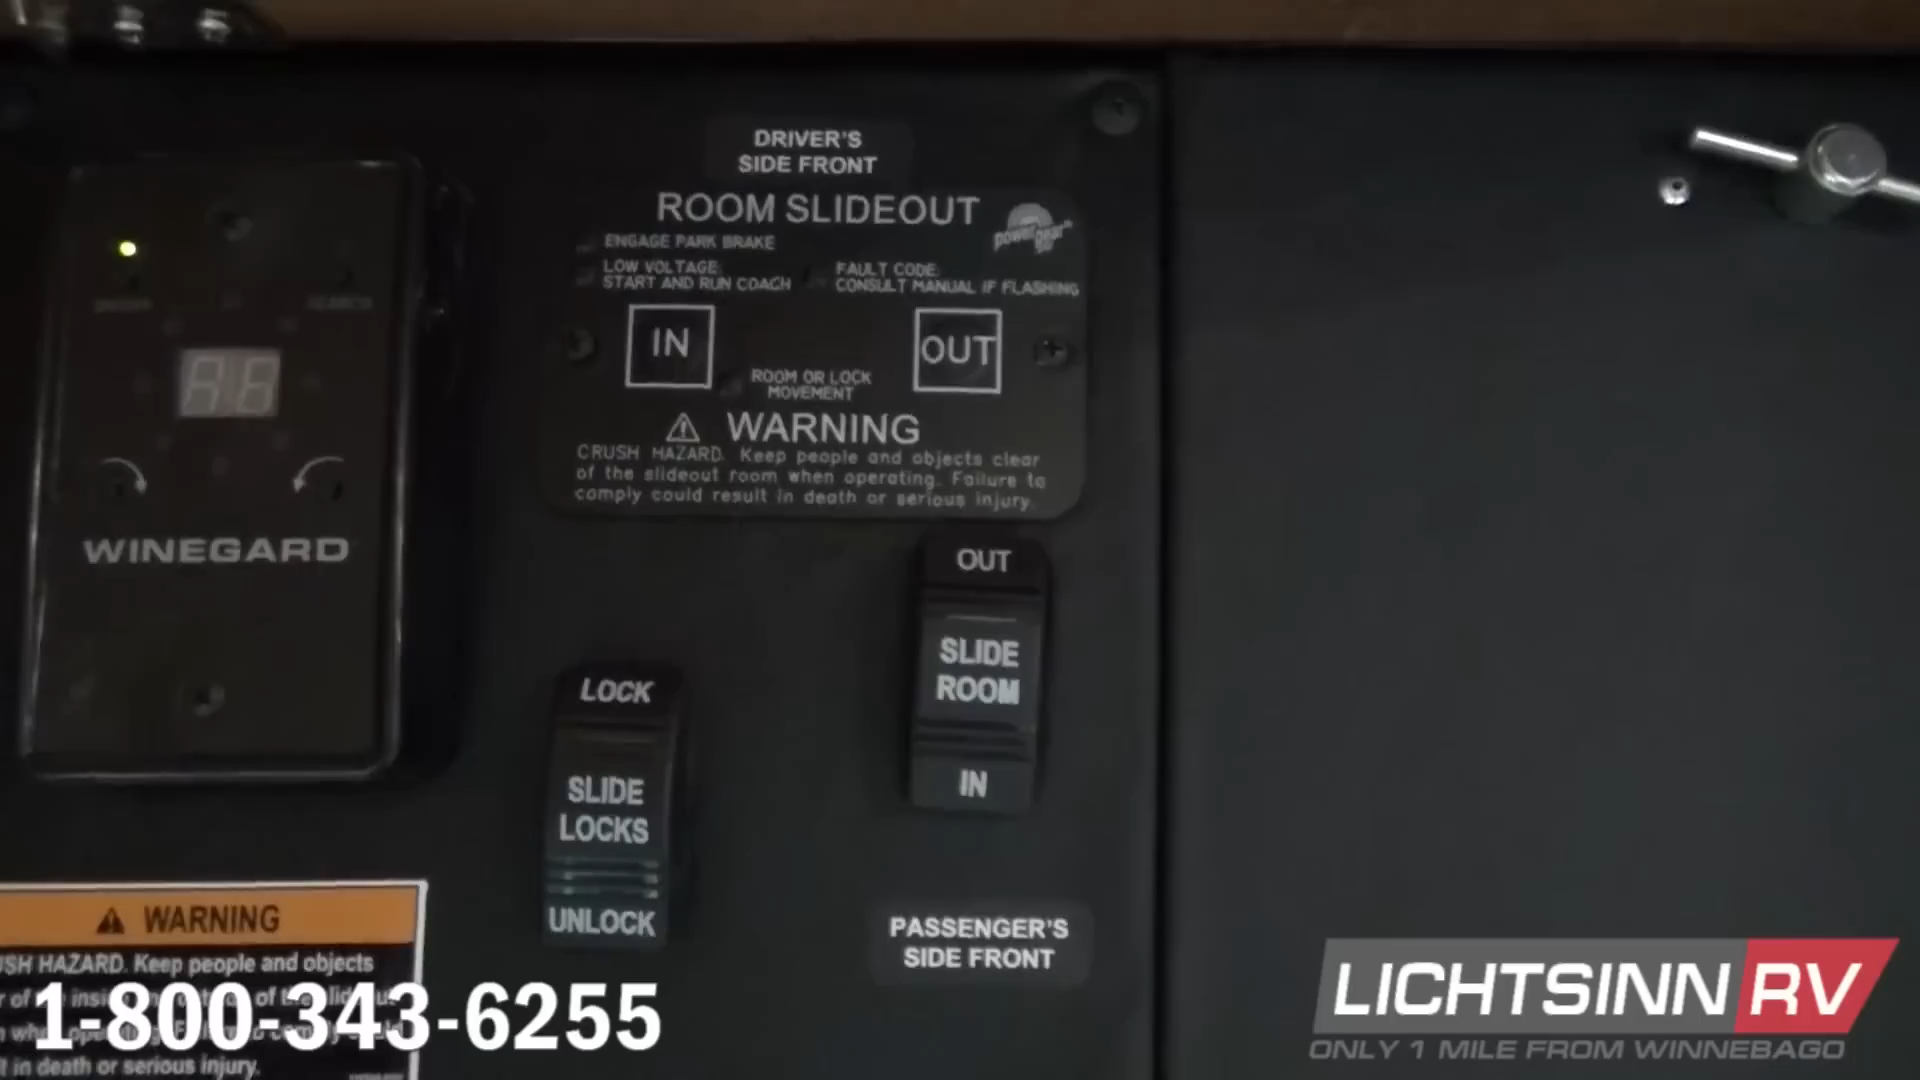 DRIVER'S
SIDE FRONT
ROOM SLIDEOUT
power gear
ENGAGE PARK BRAKE
LOW VOLTAGE:
START AND RUN COACH
FAULT CODE:
CONSULT MANUAL IF FLASHING
IN
OUT
ROOM OR LOCK
MOVEMENT
WARNING
CRUSH HAZARD. Keep people and objects clear
of the slideout room when operating. Failure to
comply could result in death or serious injury.
WINEGARD
OUT
SLIDE
ROOM
IN
LOCK
SLIDE
LOCKS
UNLOCK
PASSENGER'S
SIDE FRONT
WARNING
HAZARD. Keep people and objects
in death or serious injury.
1-800-343-6255
LICHTSINN RV
ONLY 1 MILE FROM WINNEBAGO